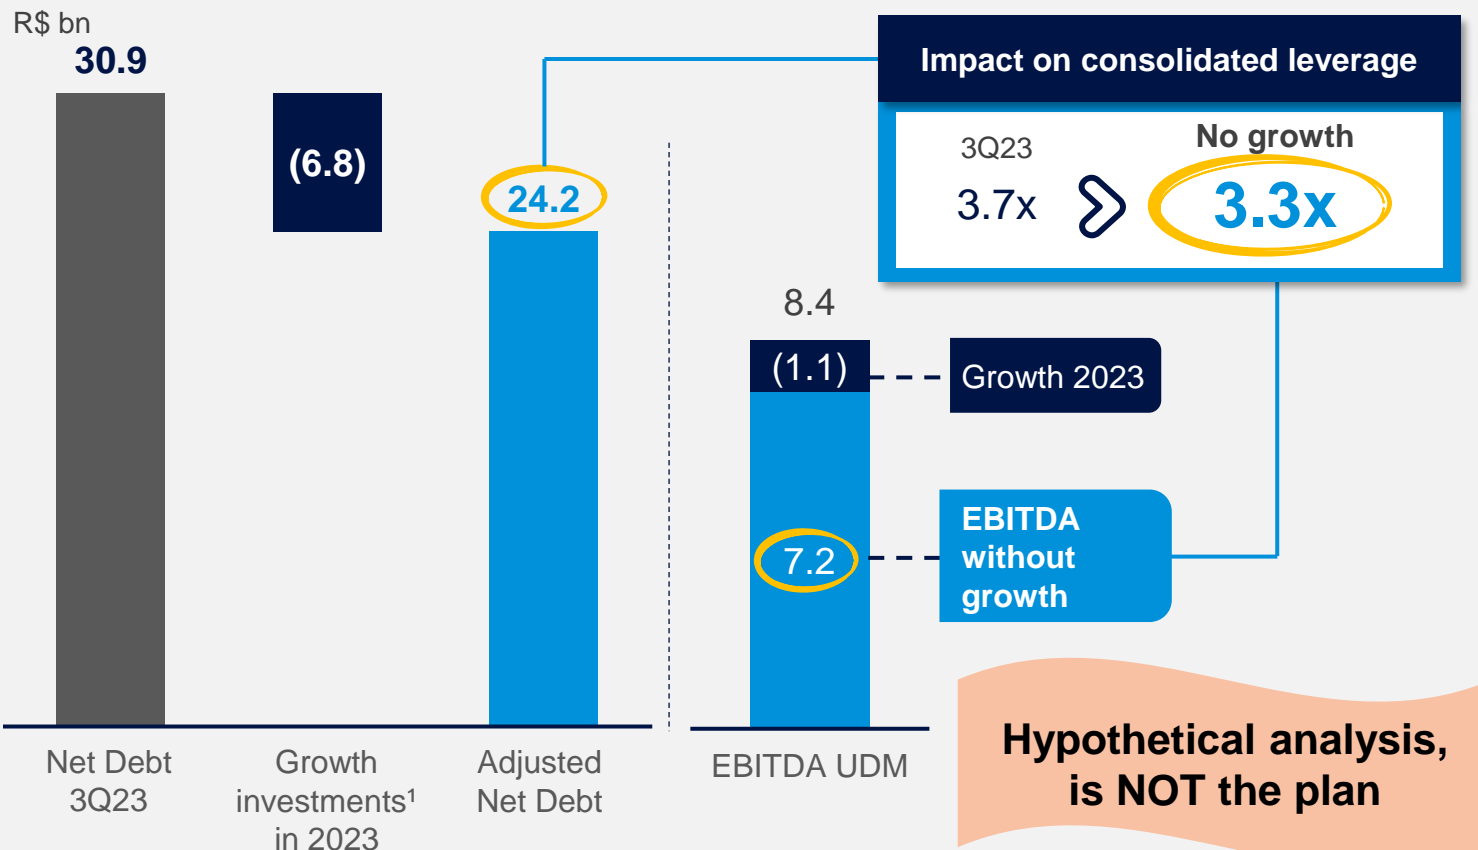 R$ bn
30.9
(6.8)
24.2
Impact on consolidated leverage
3Q23
3.7x
No growth
3.3x
8.4
(1.1)
Growth 2023
7.2
EBITDA
without
growth
Net Debt
3Q23
Growth
investments¹
in 2023
Adjusted
Net Debt
EBITDA UDM
Hypothetical analysis,
is NOT the plan